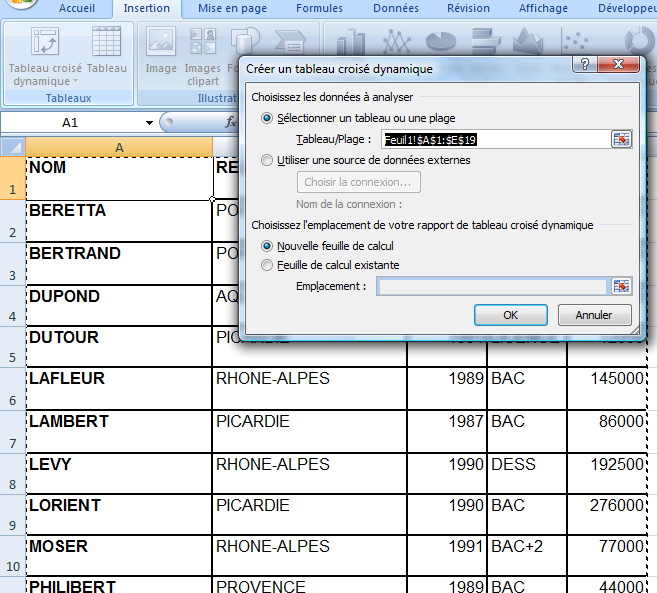 Accueil Insertion Mise en page Formules Données Révision Affichage Développeu
Tableau croisé dynamique
Tableau
Image
Images clipart
Tableaux
Illustrat
A1
fx
Créer un tableau croisé dynamique
?
Choisissez les données à analyser
Sélectionner un tableau ou une plage
Tableau/Plage : Feuil1!$A$1:$E$19
Utiliser une source de données externes
Choisir la connexion...
Nom de la connexion :
Choisissez l'emplacement de votre rapport de tableau croisé dynamique
Nouvelle feuille de calcul
Feuille de calcul existante
Emplacement :
OK Annuler
A
1 NOM RE
2 BERETTA PO
3 BERTRAND PO
4 DUPOND AQ
5 DUTOUR PICARDIE
6 LAFLEUR RHONE-ALPES 1989 BAC 145000
7 LAMBERT PICARDIE 1987 BAC 86000
8 LEVY RHONE-ALPES 1990 DESS 192500
9 LORIENT PICARDIE 1990 BAC 276000
10 MOSER RHONE-ALPES 1991 BAC+2 77000
PHILIBERT PROVENCE 1989 BAC 44000